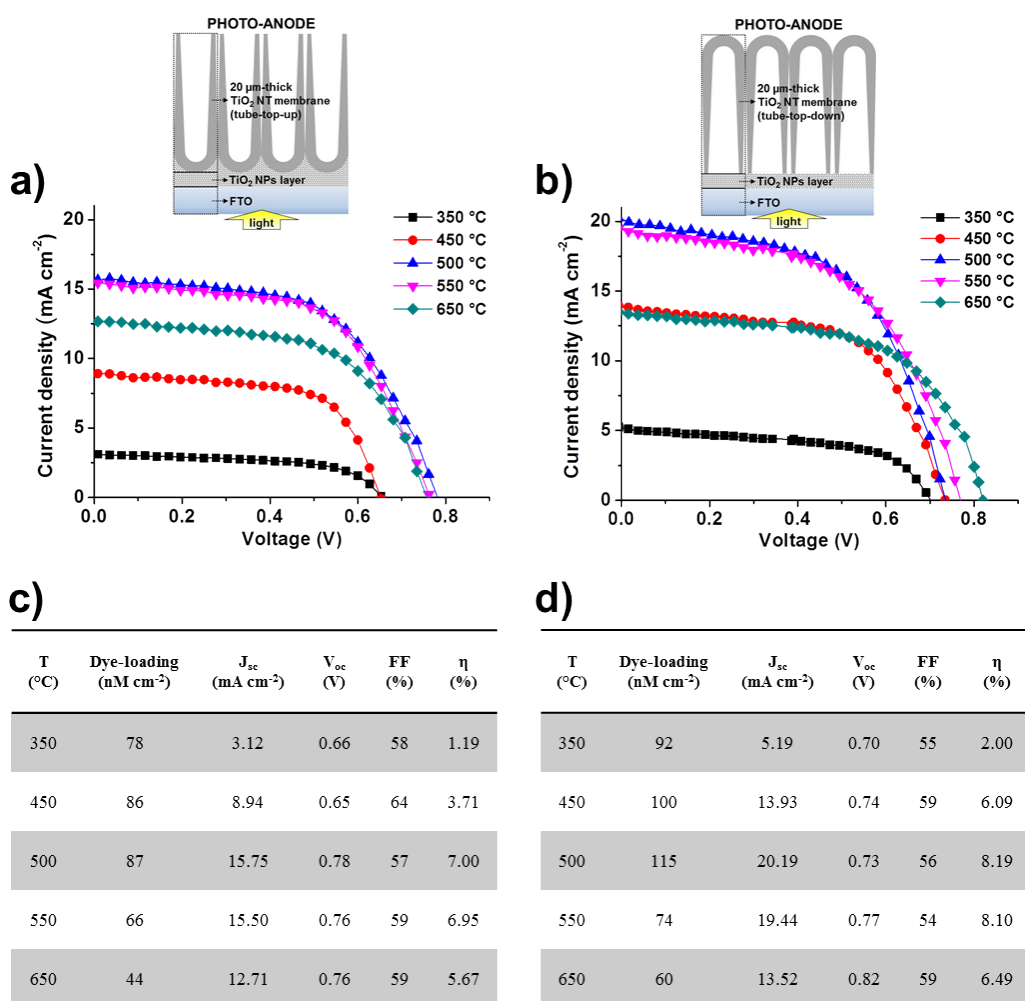 PHOTO-ANODE
20 µm-thick
TiO₂ NT membrane
(tube-top-up)
TiO₂ NPs layer
FTO
light
a)
Current density (mA cm⁻²)
20
15
10
5
0
0.0 0.2 0.4 0.6 0.8
Voltage (V)
350 °C
450 °C
500 °C
550 °C
650 °C
PHOTO-ANODE
20 µm-thick
TiO₂ NT membrane
(tube-top-down)
TiO₂ NPs layer
FTO
light
b)
Current density (mA cm⁻²)
20
15
10
5
0
0.0 0.2 0.4 0.6 0.8
Voltage (V)
350 °C
450 °C
500 °C
550 °C
650 °C
c)
T Dye-loading Jsc Voc FF η
(°C) (nM cm⁻²) (mA cm⁻²) (V) (%) (%)
350 78 3.12 0.66 58 1.19
450 86 8.94 0.65 64 3.71
500 87 15.75 0.78 57 7.00
550 66 15.50 0.76 59 6.95
650 44 12.71 0.76 59 5.67
d)
T Dye-loading Jsc Voc FF η
(°C) (nM cm⁻²) (mA cm⁻²) (V) (%) (%)
350 92 5.19 0.70 55 2.00
450 100 13.93 0.74 59 6.09
500 115 20.19 0.73 56 8.19
550 74 19.44 0.77 54 8.10
650 60 13.52 0.82 59 6.49